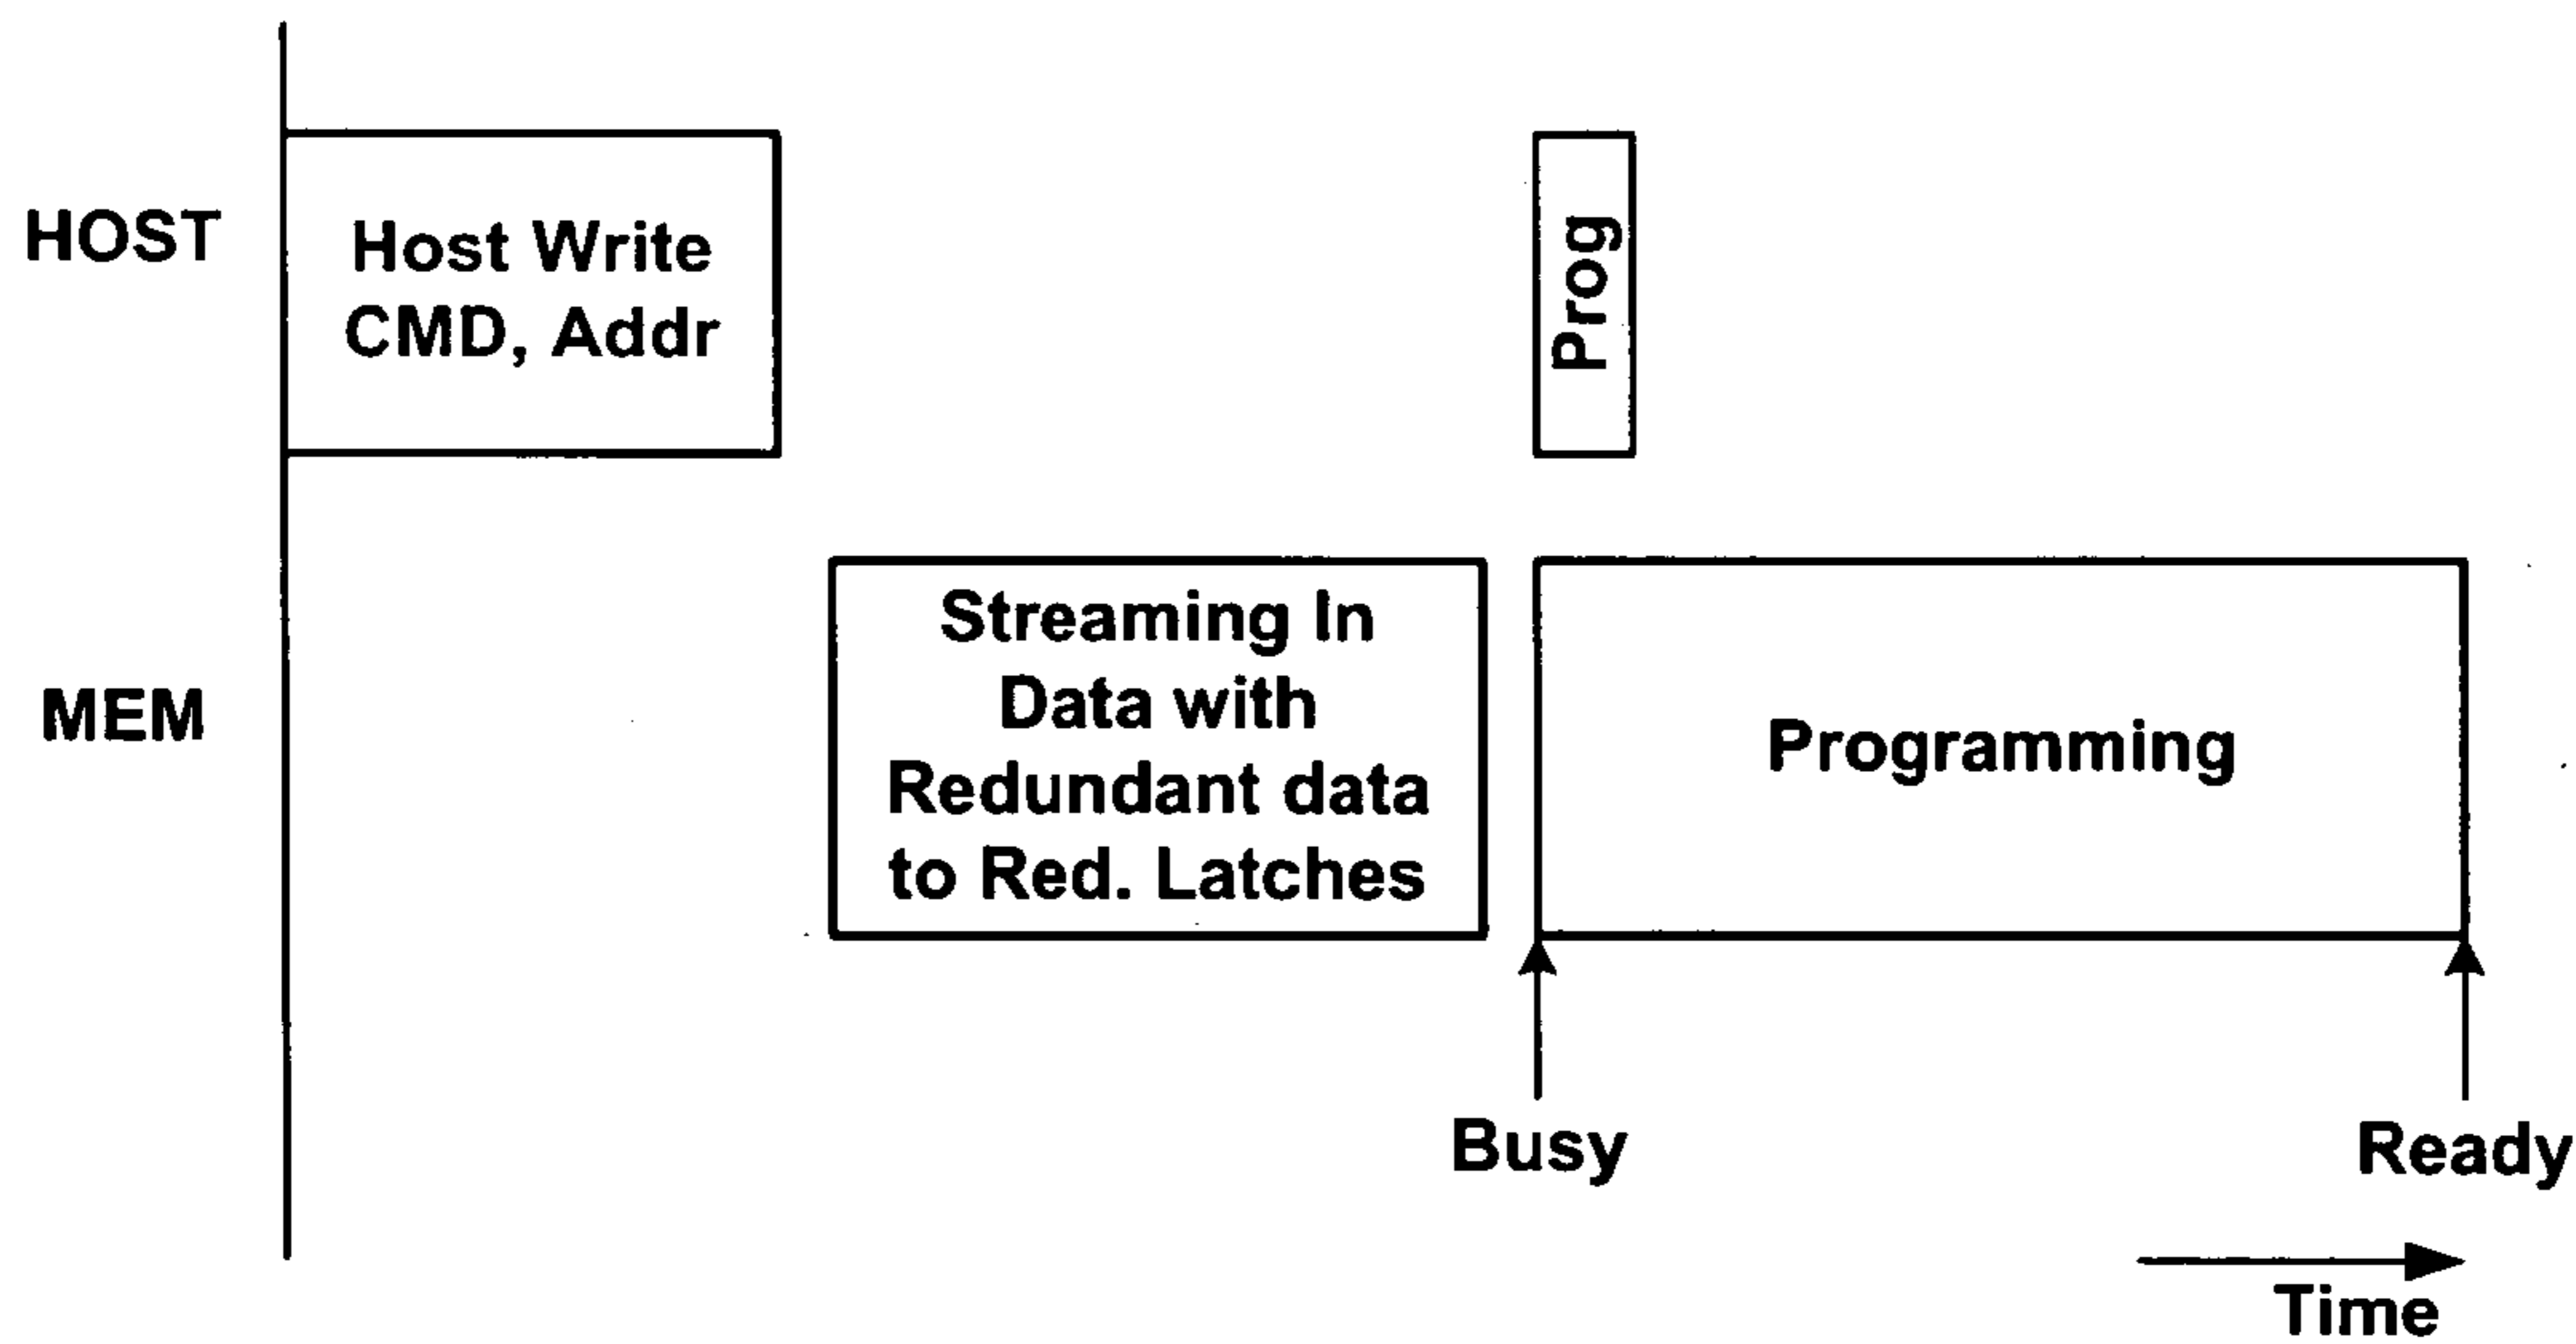 HOST
Host Write
CMD, Addr
Prog
MEM
Streaming In
Data with
Redundant data
to Red. Latches
Programming
Busy
Ready
Time